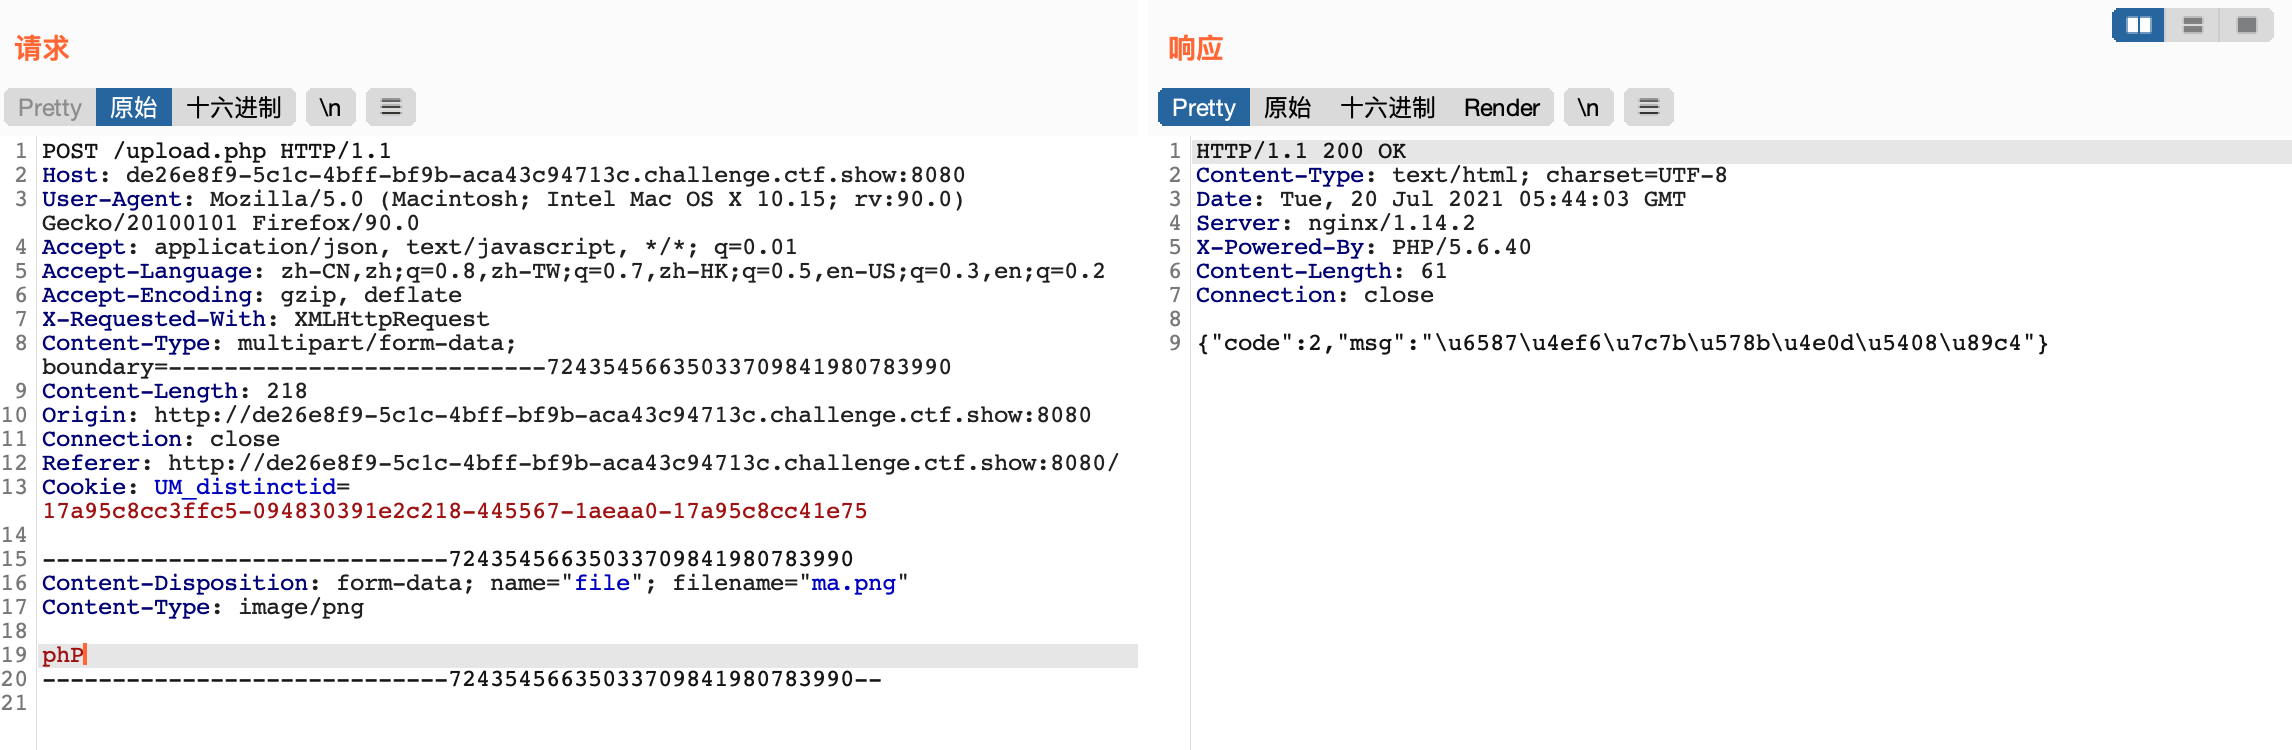 请求
Pretty 原始 十六进制 \n ☰
1 POST /upload.php HTTP/1.1
2 Host: de26e8f9-5c1c-4bff-bf9b-aca43c94713c.challenge.ctf.show:8080
3 User-Agent: Mozilla/5.0 (Macintosh; Intel Mac OS X 10.15; rv:90.0)
Gecko/20100101 Firefox/90.0
4 Accept: application/json, text/javascript, */*; q=0.01
5 Accept-Language: zh-CN,zh;q=0.8,zh-TW;q=0.7,zh-HK;q=0.5,en-US;q=0.3,en;q=0.2
6 Accept-Encoding: gzip, deflate
7 X-Requested-With: XMLHttpRequest
8 Content-Type: multipart/form-data;
boundary=---------------------------72435456635033709841980783990
9 Content-Length: 218
10 Origin: http://de26e8f9-5c1c-4bff-bf9b-aca43c94713c.challenge.ctf.show:8080
11 Connection: close
12 Referer: http://de26e8f9-5c1c-4bff-bf9b-aca43c94713c.challenge.ctf.show:8080/
13 Cookie: UM_distinctid=
17a95c8cc3ffc5-094830391e2c218-445567-1aeaa0-17a95c8cc41e75
14
15 -----------------------------72435456635033709841980783990
16 Content-Disposition: form-data; name="file"; filename="ma.png"
17 Content-Type: image/png
18
19 phP
20 -----------------------------72435456635033709841980783990--
21
响应
Pretty 原始 十六进制 Render \n ☰
1 HTTP/1.1 200 OK
2 Content-Type: text/html; charset=UTF-8
3 Date: Tue, 20 Jul 2021 05:44:03 GMT
4 Server: nginx/1.14.2
5 X-Powered-By: PHP/5.6.40
6 Content-Length: 61
7 Connection: close
8
9 {"code":2,"msg":"\u6587\u4ef6\u7c7b\u578b\u4e0d\u5408\u89c4"}